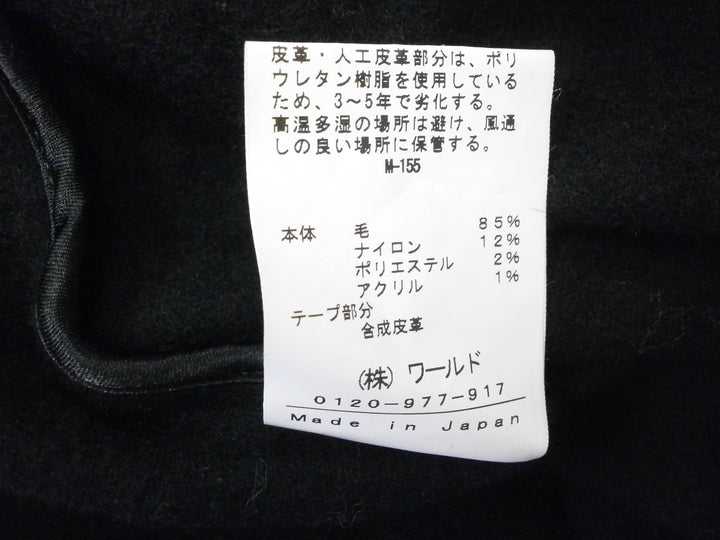 皮革・人工皮革部分は、ポリ
ウレタン樹脂を使用している
ため、3〜5年で劣化する。
高温多湿の場所は避け、風通
しの良い場所に保管する。
M-155
本体 毛 85%
ナイロン 12%
ポリエステル 2%
アクリル 1%
テープ部分
合成皮革
(株) ワールド
0120-977-917
Made in Japan